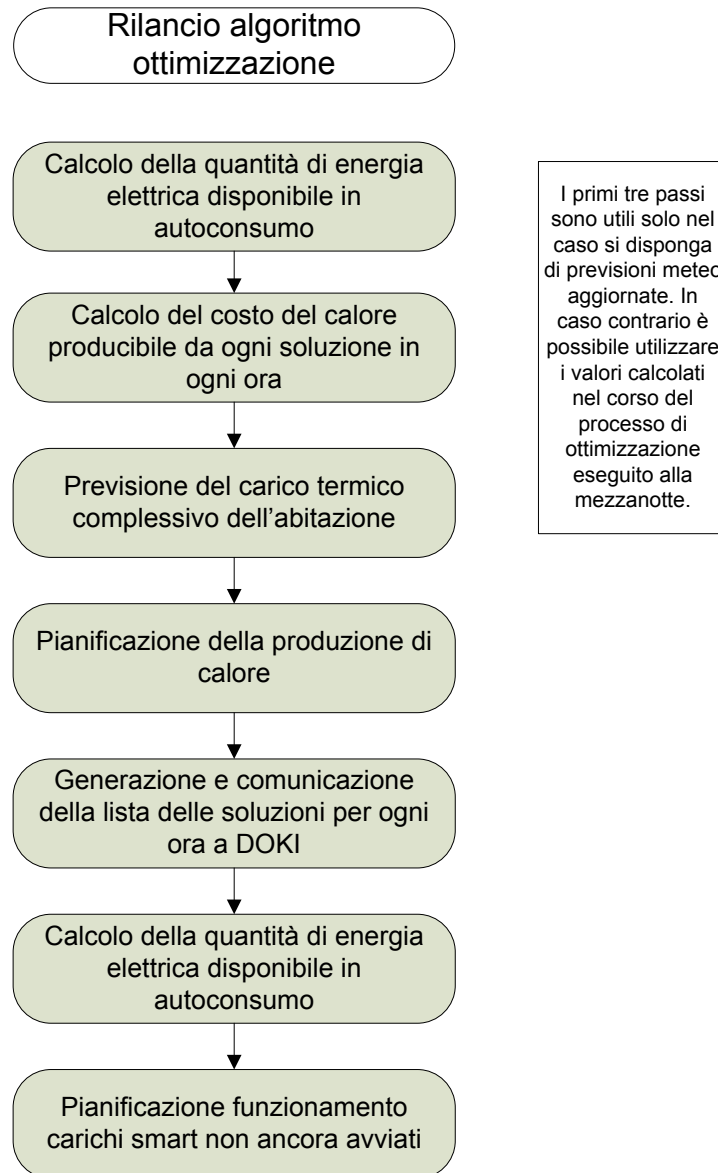 Rilancio algoritmo
ottimizzazione
Calcolo della quantità di energia
elettrica disponibile in
autoconsumo
Calcolo del costo del calore
producibile da ogni soluzione in
ogni ora
Previsione del carico termico
complessivo dell'abitazione
Pianificazione della produzione di
calore
Generazione e comunicazione
della lista delle soluzioni per ogni
ora a DOKI
Calcolo della quantità di energia
elettrica disponibile in
autoconsumo
Pianificazione funzionamento
carichi smart non ancora avviati
I primi tre passi
sono utili solo nel
caso si disponga
di previsioni meteo
aggiornate. In
caso contrario è
possibile utilizzare
i valori calcolati
nel corso del
processo di
ottimizzazione
eseguito alla
mezzanotte.